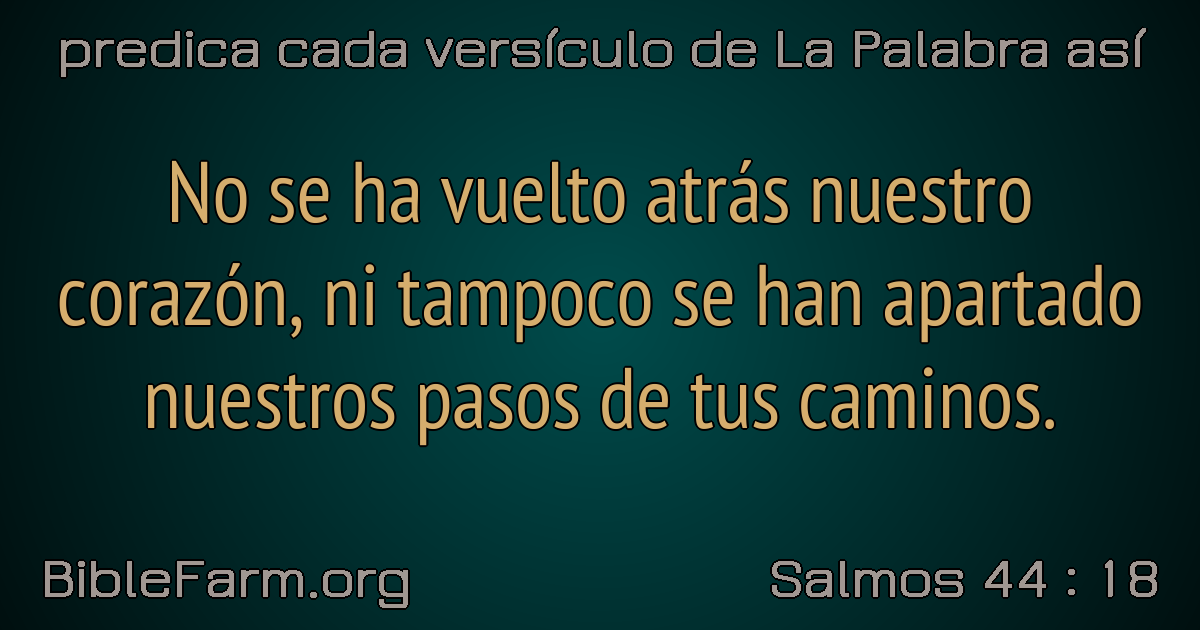 predica cada versículo de La Palabra así
No se ha vuelto atrás nuestro
corazón, ni tampoco se han apartado
nuestros pasos de tus caminos.
BibleFarm.org
Salmos 44 : 18